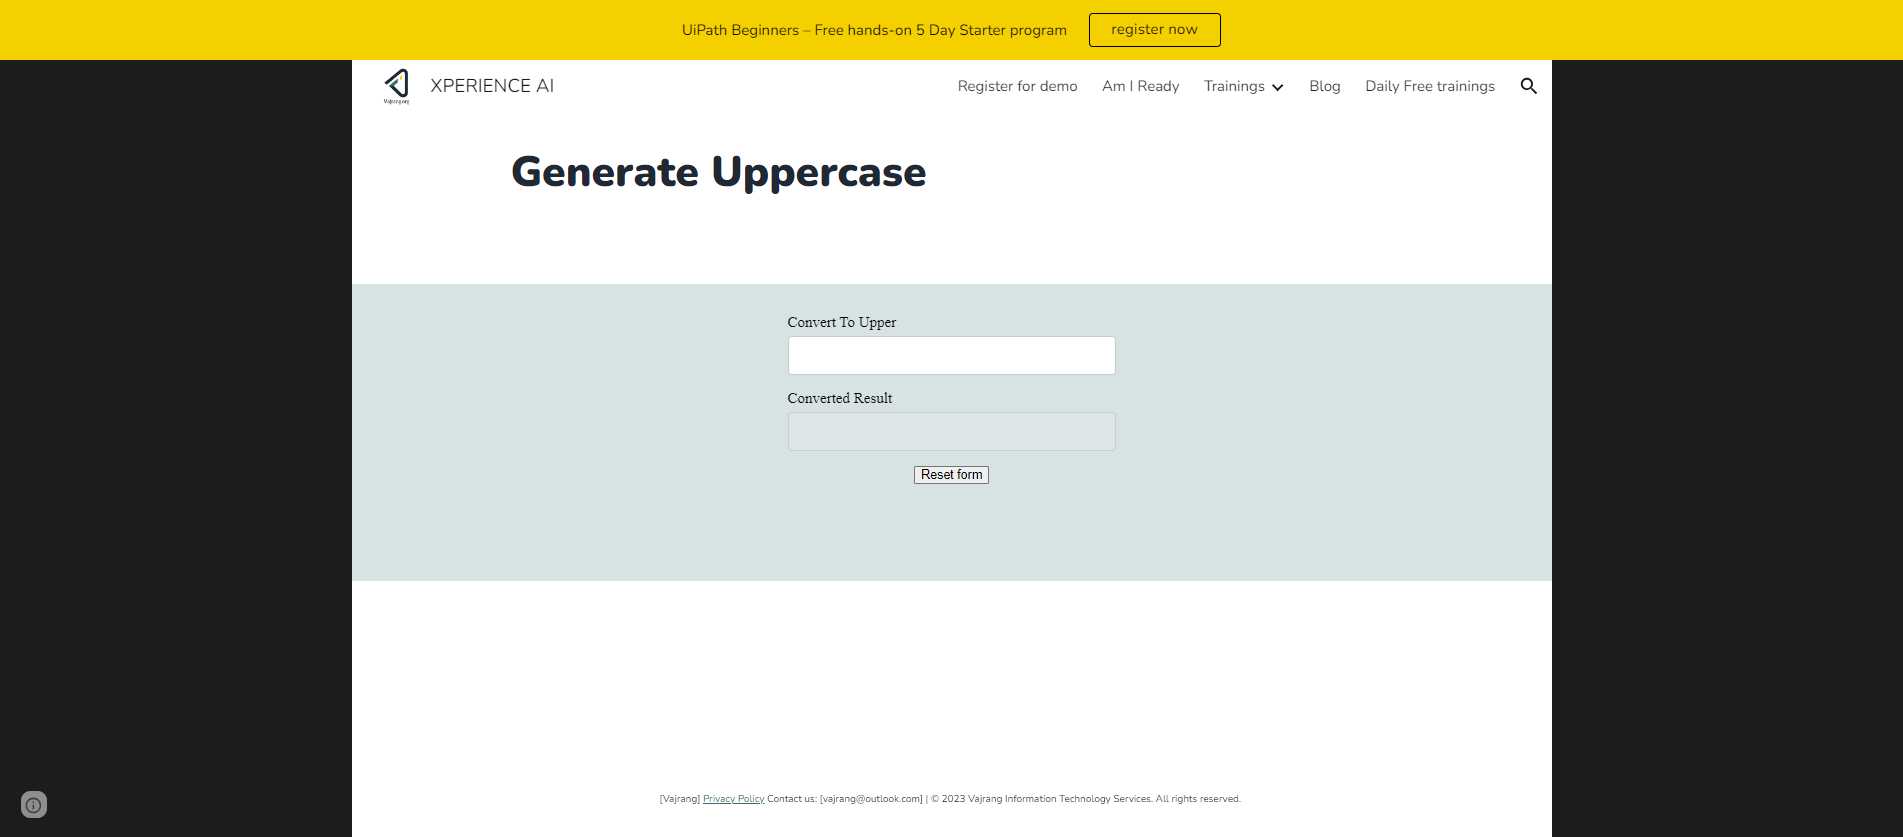 UiPath Beginners – Free hands-on 5 Day Starter program
register now
Vajrang.org
XPERIENCE AI
Register for demo
Am I Ready
Trainings
Blog
Daily Free trainings
Generate Uppercase
Convert To Upper
Converted Result
Reset form
[Vajrang] Privacy Policy Contact us: [vajrang@outlook.com] | © 2023 Vajrang Information Technology Services. All rights reserved.